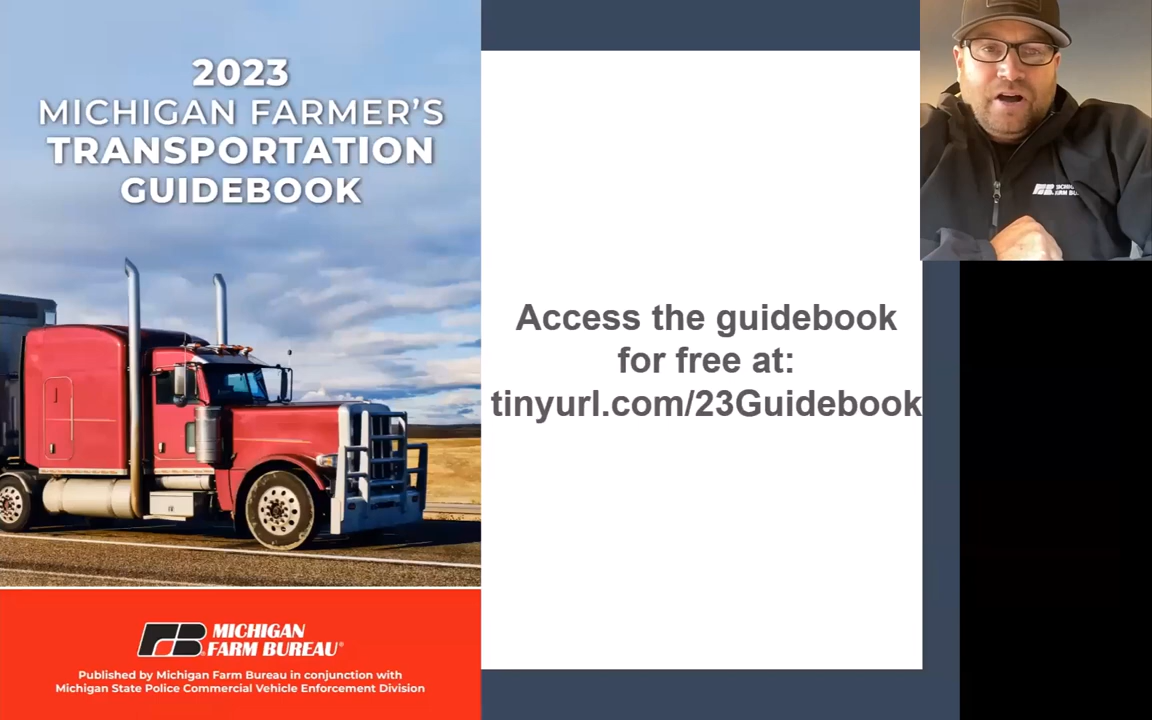 2023
MICHIGAN FARMER'S
TRANSPORTATION
GUIDEBOOK
MICHIGAN
FARM BUREAU®
Published by Michigan Farm Bureau in conjunction with
Michigan State Police Commercial Vehicle Enforcement Division
Access the guidebook
for free at:
tinyurl.com/23Guidebook